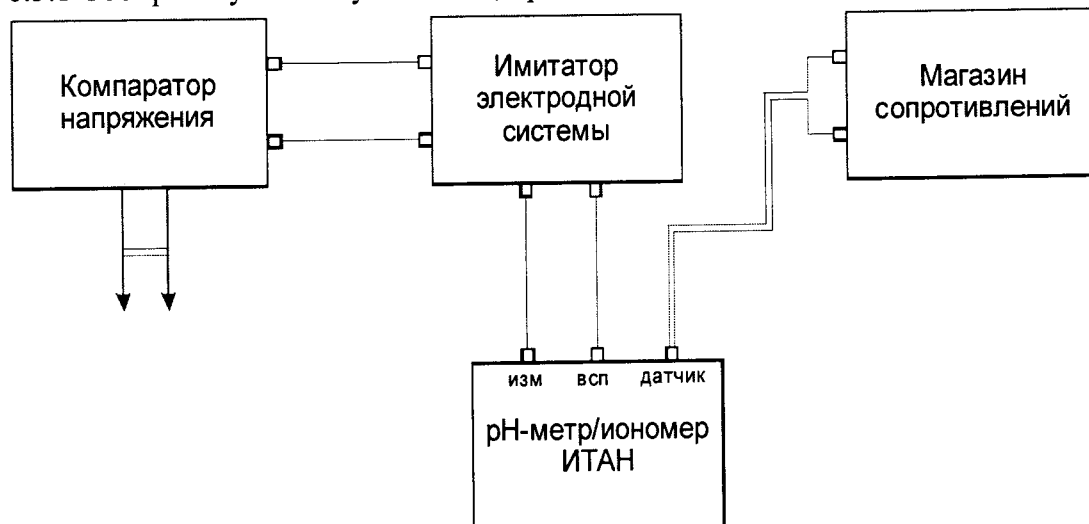 Компаратор
напряжения
Имитатор
электродной
системы
Магазин
сопротивлений
изм всп датчик
pH-метр/иономер
ИТАН